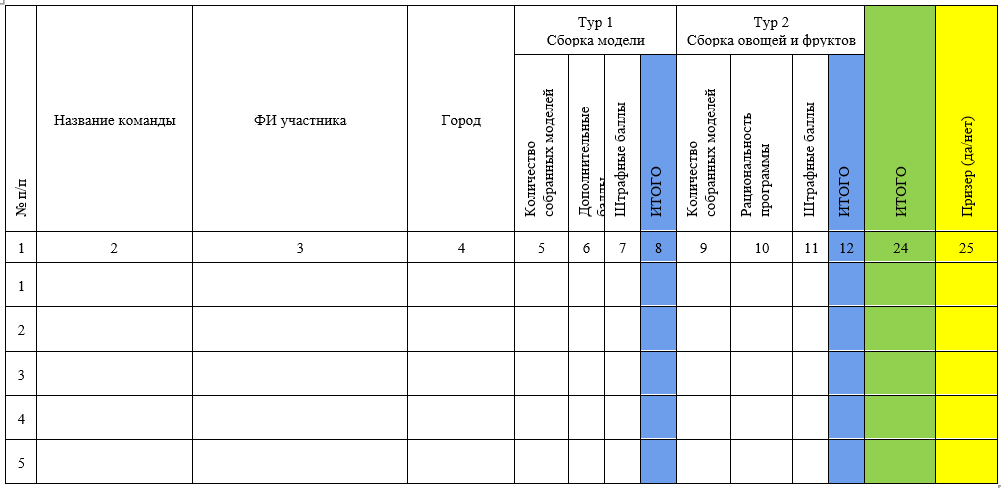 № п/п
Название команды
ФИ участника
Город
Тур 1
Сборка модели
Количество
собранных моделей
Дополнительные
баллы
Штрафные баллы
ИТОГО
Тур 2
Сборка овощей и фруктов
Количество
собранных моделей
Рациональность
программы
Штрафные баллы
ИТОГО
ИТОГО
Призер (да/нет)
1 2 3 4 5 6 7 8 9 10 11 12 24 25
1
2
3
4
5